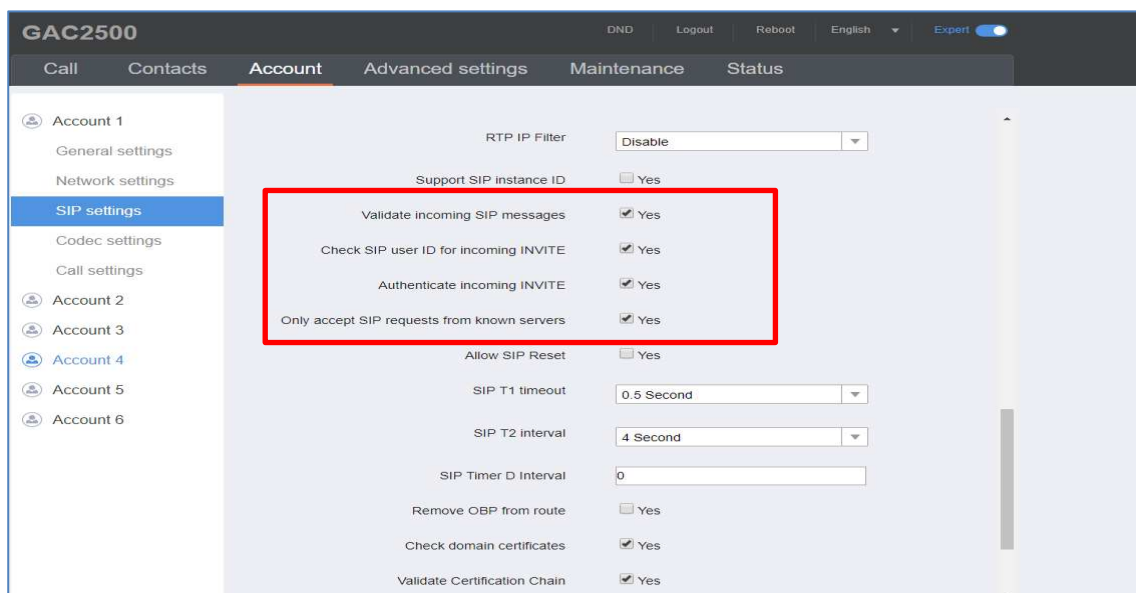 GAC2500
DND Logout Reboot English Expert
Call Contacts Account Advanced settings Maintenance Status
Account 1
General settings
Network settings
SIP settings
Codec settings
Call settings
Account 2
Account 3
Account 4
Account 5
Account 6
RTP IP Filter Disable
Support SIP instance ID Yes
Validate incoming SIP messages Yes
Check SIP user ID for incoming INVITE Yes
Authenticate incoming INVITE Yes
Only accept SIP requests from known servers Yes
Allow SIP Reset Yes
SIP T1 timeout 0.5 Second
SIP T2 interval 4 Second
SIP Timer D Interval 0
Remove OBP from route Yes
Check domain certificates Yes
Validate Certification Chain Yes